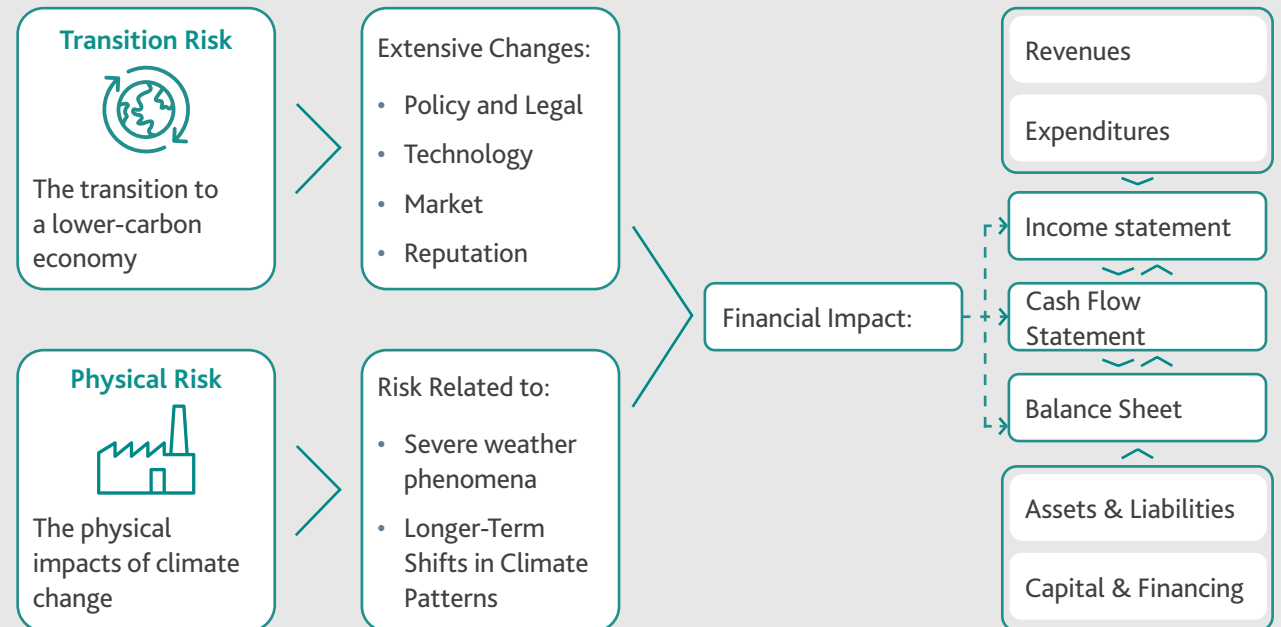 Transition Risk
The transition to
a lower-carbon
economy
Extensive Changes:
• Policy and Legal
• Technology
• Market
• Reputation
Physical Risk
The physical
impacts of climate
change
Risk Related to:
• Severe weather
phenomena
• Longer-Term
Shifts in Climate
Patterns
Financial Impact:
Revenues
Expenditures
Income statement
Cash Flow
Statement
Balance Sheet
Assets & Liabilities
Capital & Financing